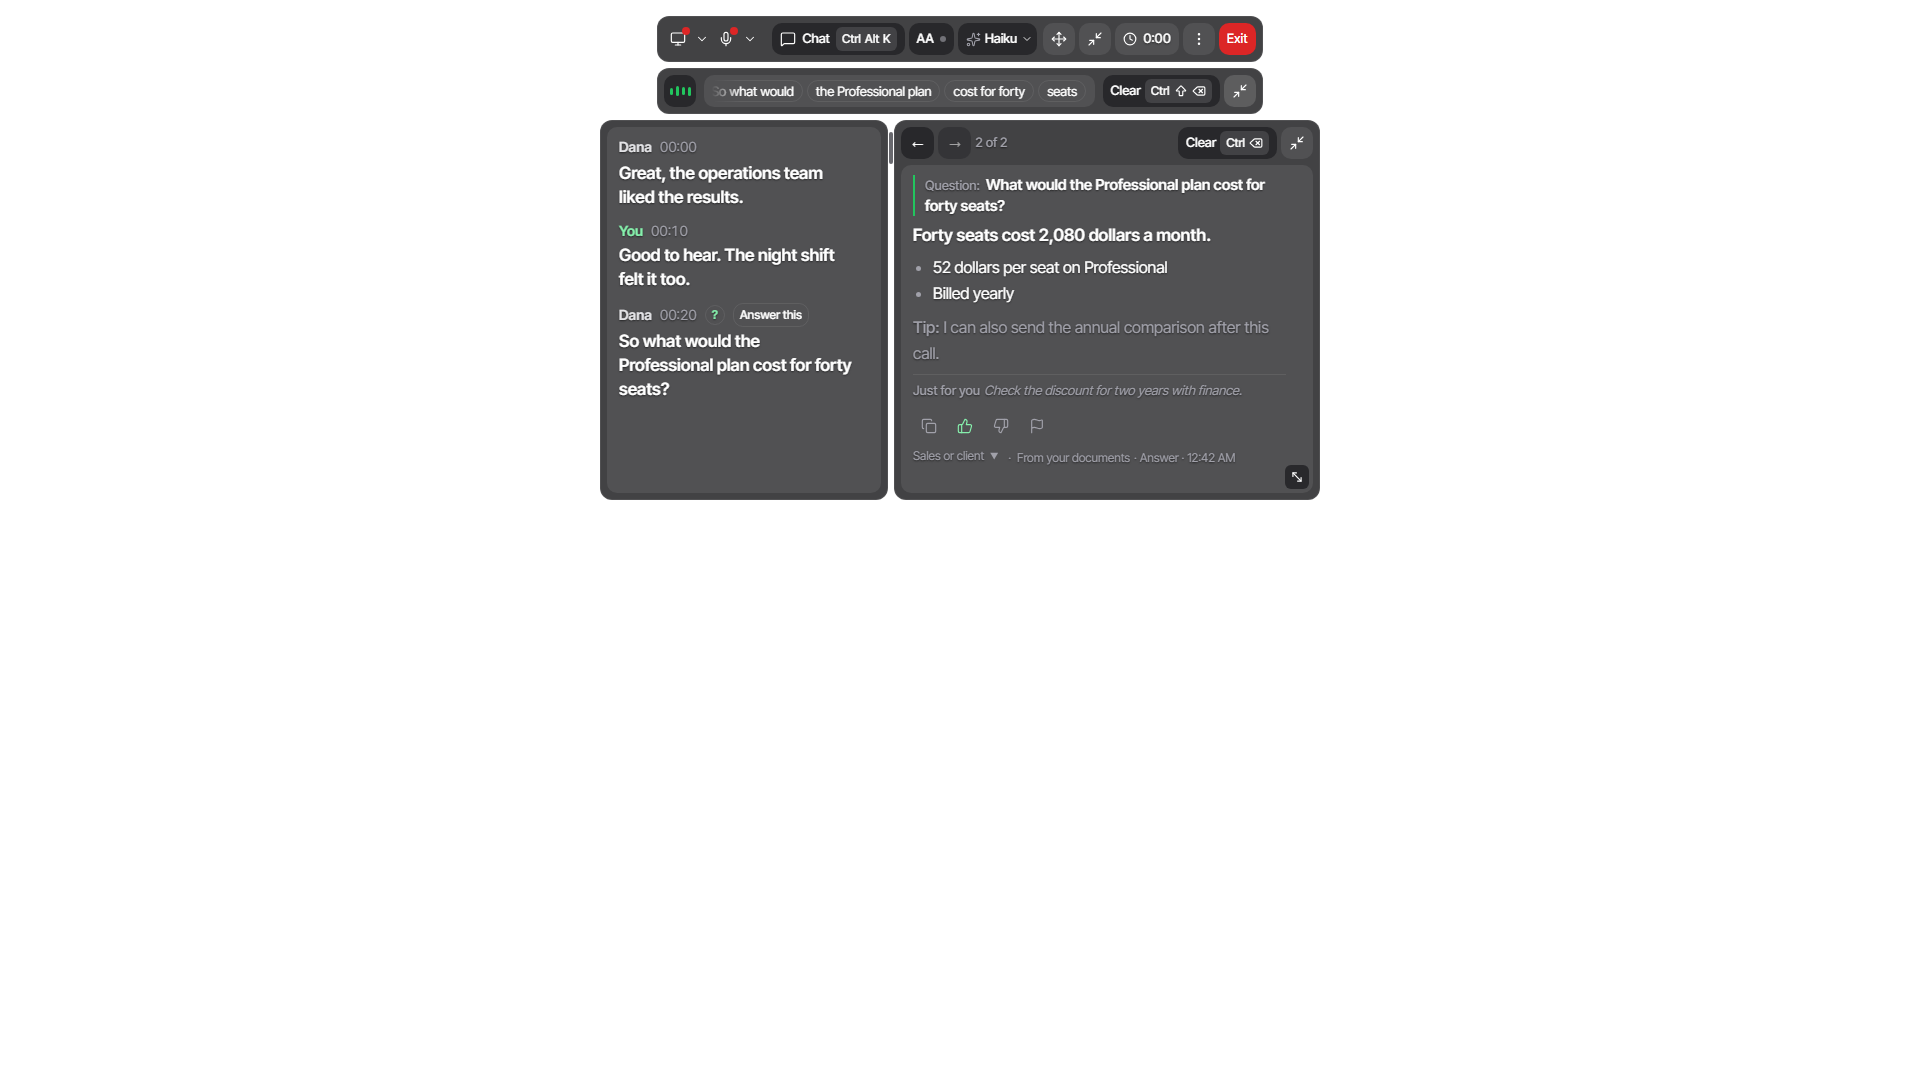 Chat Ctrl Alt K AA Haiku 0:00 Exit
So what would the Professional plan cost for forty seats Clear Ctrl
Dana 00:00
Great, the operations team
liked the results.
You 00:10
Good to hear. The night shift
felt it too.
Dana 00:20 ? Answer this
So what would the
Professional plan cost for forty
seats?
← → 2 of 2 Clear Ctrl
Question: What would the Professional plan cost for
forty seats?
Forty seats cost 2,080 dollars a month.
• 52 dollars per seat on Professional
• Billed yearly
Tip: I can also send the annual comparison after this
call.
Just for you Check the discount for two years with finance.
Sales or client ▼ · From your documents · Answer · 12:42 AM